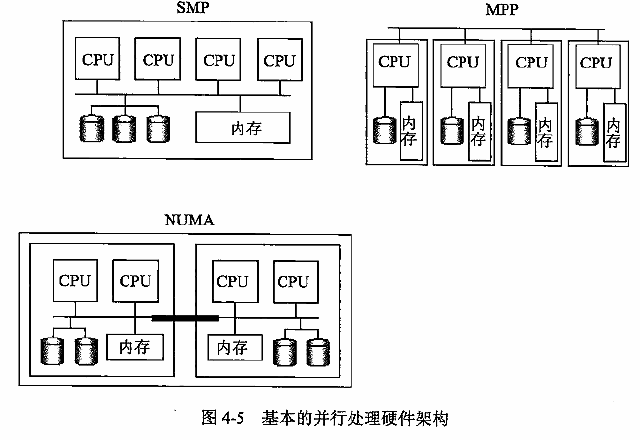 SMP
CPU CPU CPU CPU
内存
MPP
CPU CPU CPU CPU
内存 内存 内存 内存
NUMA
CPU CPU CPU CPU
内存 内存
图 4-5 基本的并行处理硬件架构